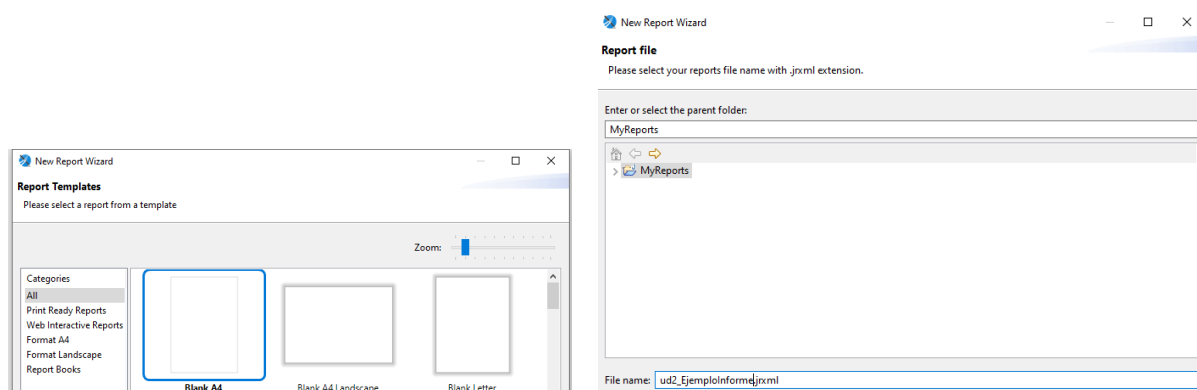 New Report Wizard
Report Templates
Please select a report from a template
Zoom:
Categories
All
Print Ready Reports
Web Interactive Reports
Format A4
Format Landscape
Report Books
Blank A4
Blank A4 Landscape
Blank Letter
New Report Wizard
Report file
Please select your reports file name with .jrxml extension.
Enter or select the parent folder:
MyReports
MyReports
File name: ud2_EjemploInforme.jrxml